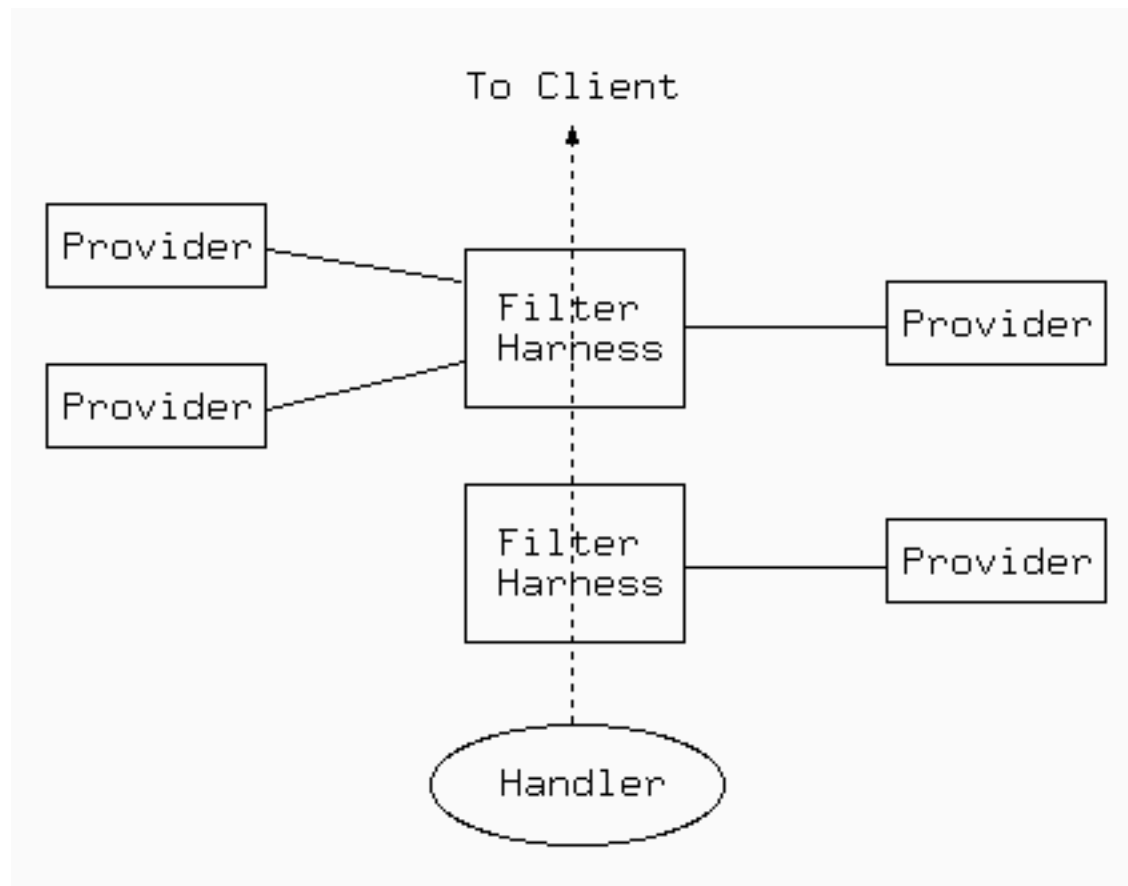 To Client
Provider
Filter
Harness
Provider
Provider
Filter
Harness
Provider
Handler